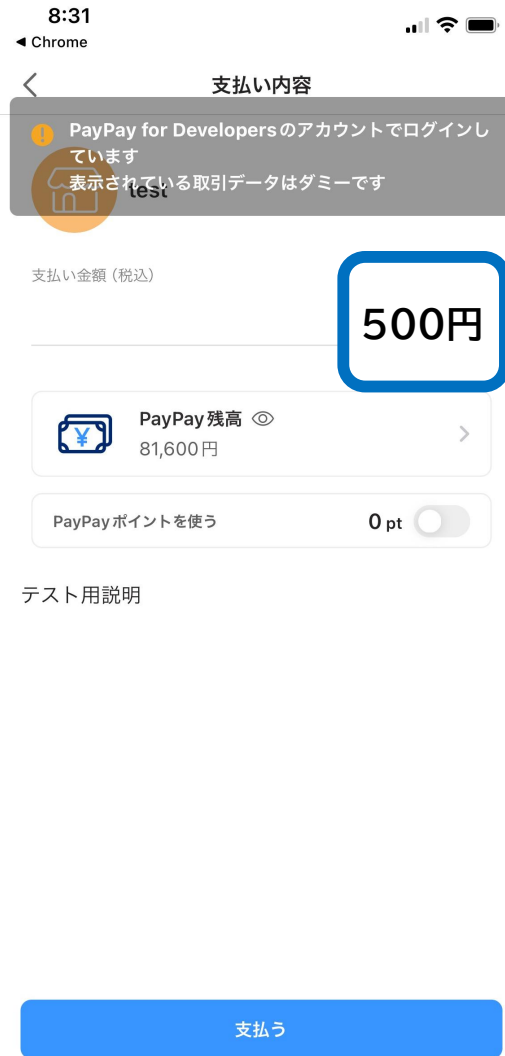 8:31
◀ Chrome
支払い内容
PayPay for Developersのアカウントでログインし
ています
表示されている取引データはダミーです
test
支払い金額 (税込)
500円
PayPay残高
81,600円
PayPayポイントを使う 0 pt
テスト用説明
支払う